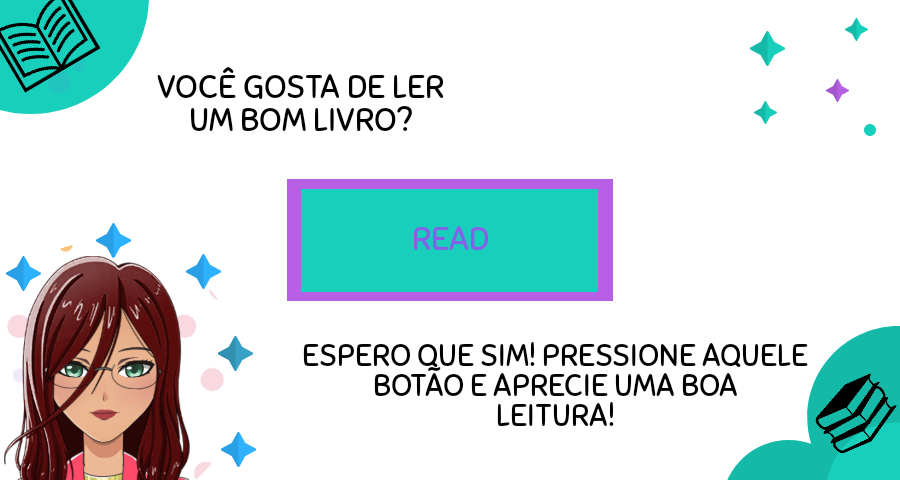 VOCÊ GOSTA DE LER
UM BOM LIVRO?
READ
ESPERO QUE SIM! PRESSIONE AQUELE
BOTÃO E APRECIE UMA BOA
LEITURA!